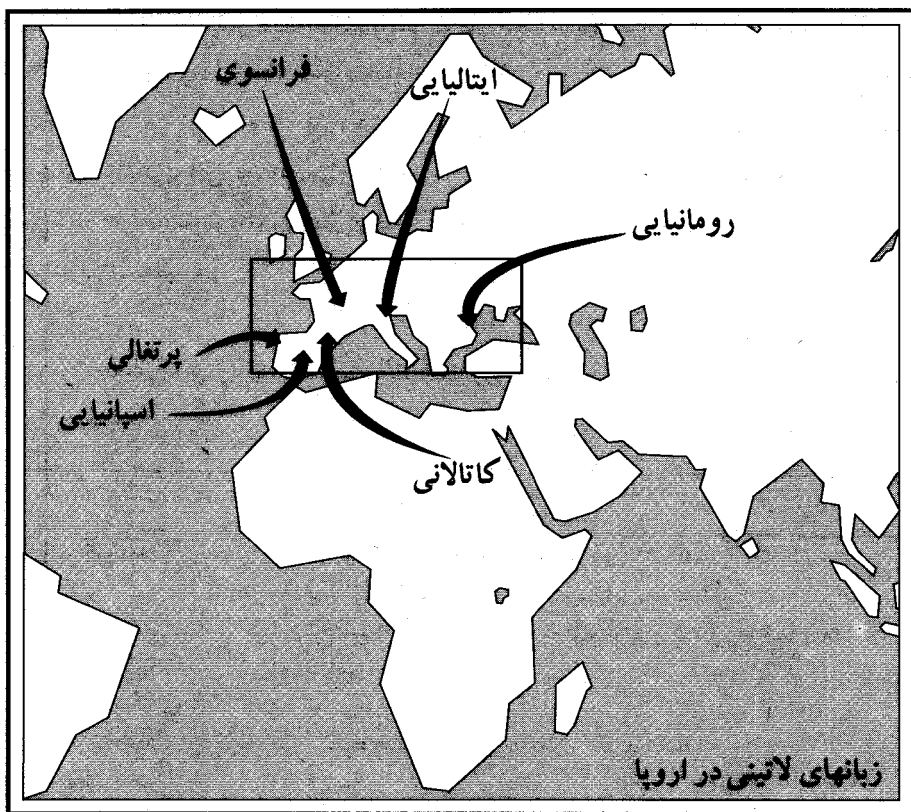 ایتالیایی
فرانسوی
رومانیایی
پرتغالی
اسپانیایی
کاتالانی
زبانهای لاتینی در اروپا